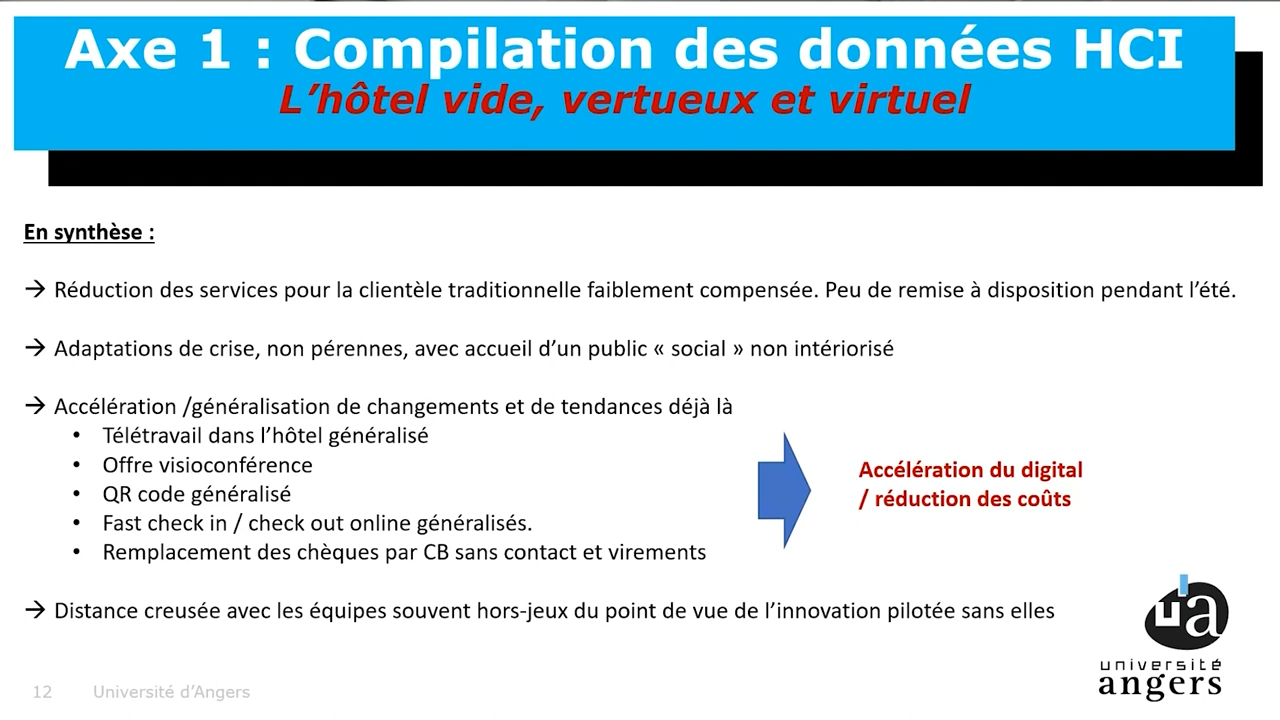 Axe 1 : Compilation des données HCI
L’hôtel vide, vertueux et virtuel
En synthèse :
→ Réduction des services pour la clientèle traditionnelle faiblement compensée. Peu de remise à disposition pendant l’été.
→ Adaptations de crise, non pérennes, avec accueil d’un public « social » non intériorisé
→ Accélération /généralisation de changements et de tendances déjà là
• Télétravail dans l’hôtel généralisé
• Offre visioconférence
• QR code généralisé
• Fast check in / check out online généralisés.
• Remplacement des chèques par CB sans contact et virements
Accélération du digital
/ réduction des coûts
→ Distance creusée avec les équipes souvent hors-jeux du point de vue de l’innovation pilotée sans elles
ua
université
angers
12 Université d’Angers